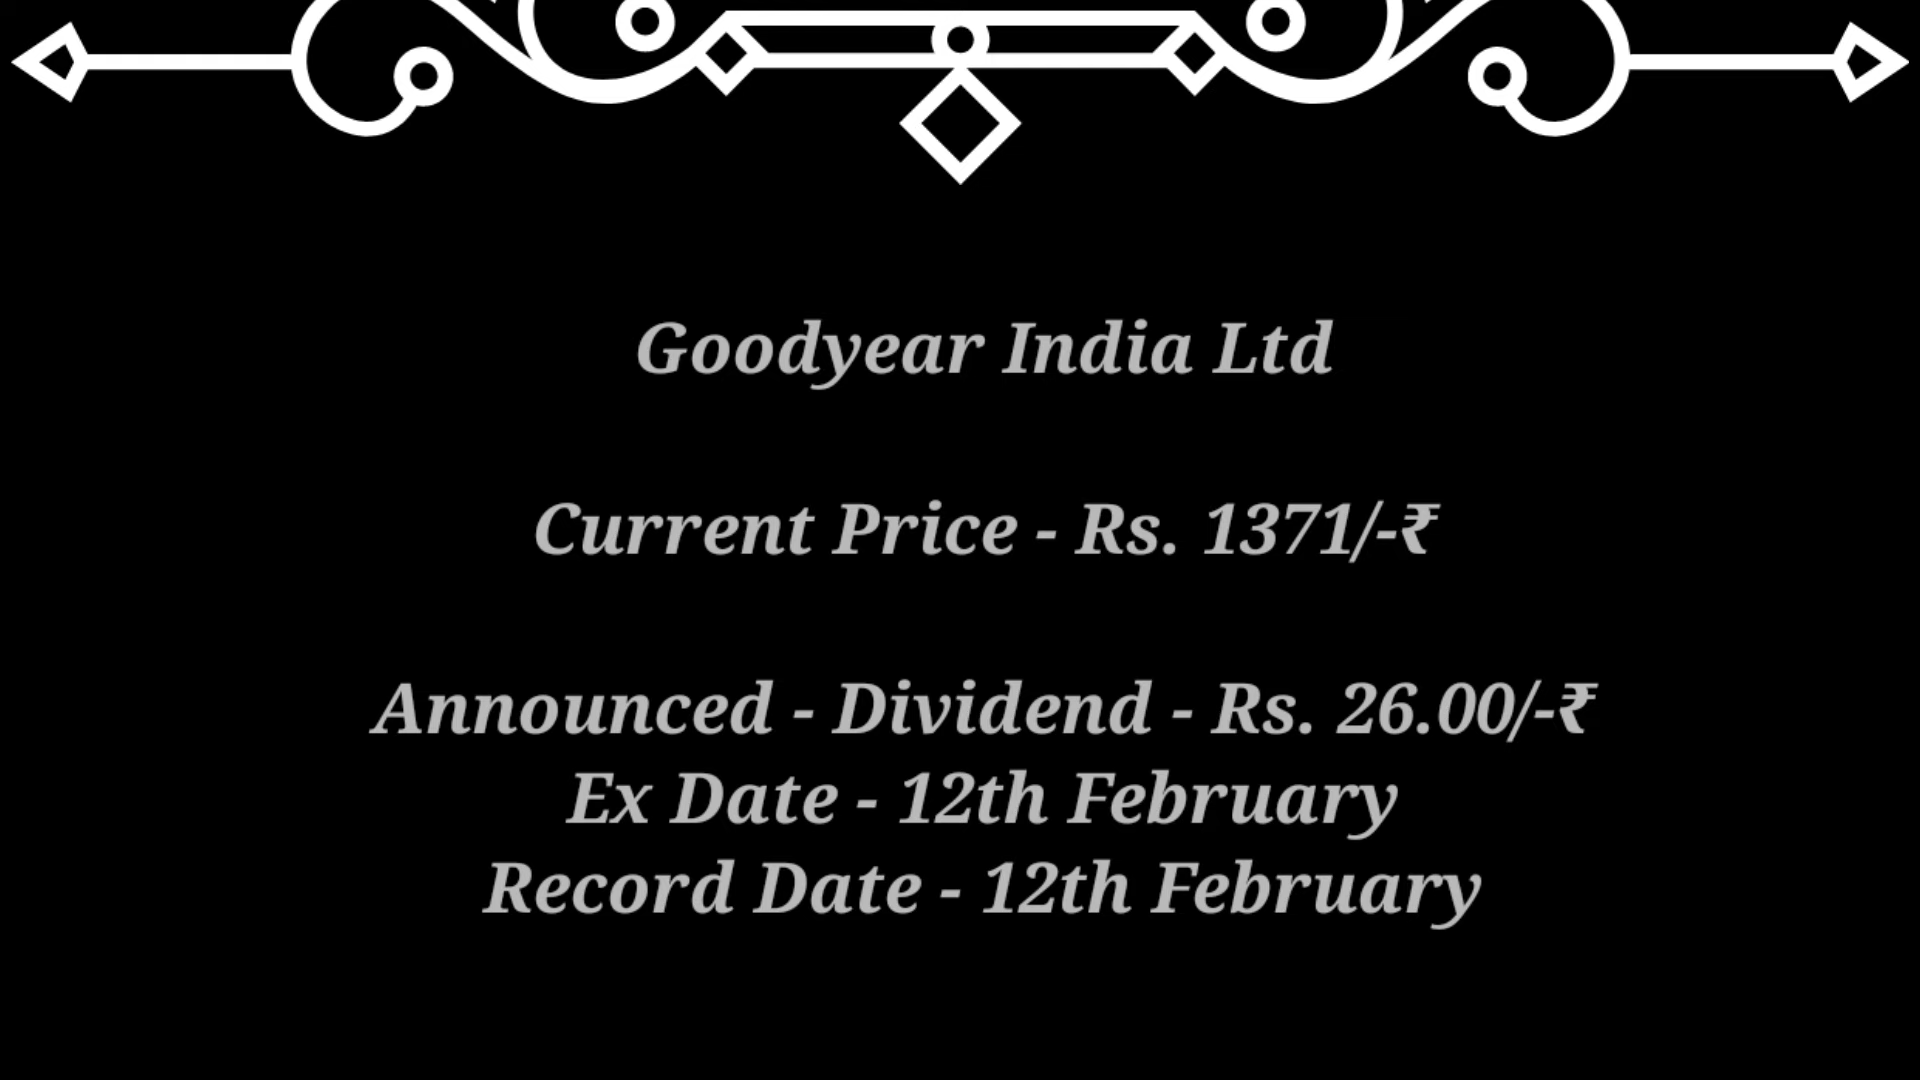 Goodyear India Ltd
Current Price - Rs. 1371/-₹
Announced - Dividend - Rs. 26.00/-₹
Ex Date - 12th February
Record Date - 12th February